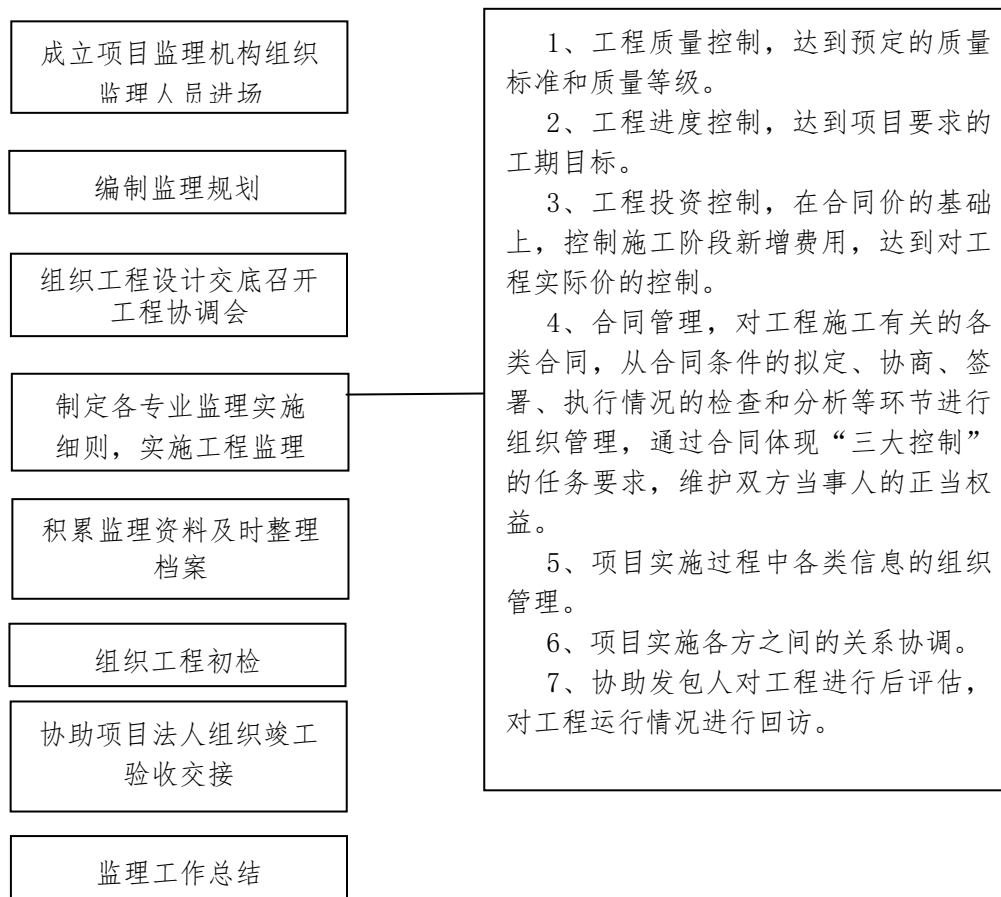 成立项目监理机构组织
监理人员进场
编制监理规划
组织工程设计交底召开
工程协调会
制定各专业监理实施
细则，实施工程监理
积累监理资料及时整理
档案
组织工程初检
协助项目法人组织竣工
验收交接
监理工作总结
1、工程质量控制，达到预定的质量
标准和质量等级。
2、工程进度控制，达到项目要求的
工期目标。
3、工程投资控制，在合同价的基础
上，控制施工阶段新增费用，达到对工
程实际价的控制。
4、合同管理，对工程施工有关的各
类合同，从合同条件的拟定、协商、签
署、执行情况的检查和分析等环节进行
组织管理，通过合同体现“三大控制”
的任务要求，维护双方当事人的正当权
益。
5、项目实施过程中各类信息的组织
管理。
6、项目实施各方之间的关系协调。
7、协助发包人对工程进行后评估，
对工程运行情况进行回访。